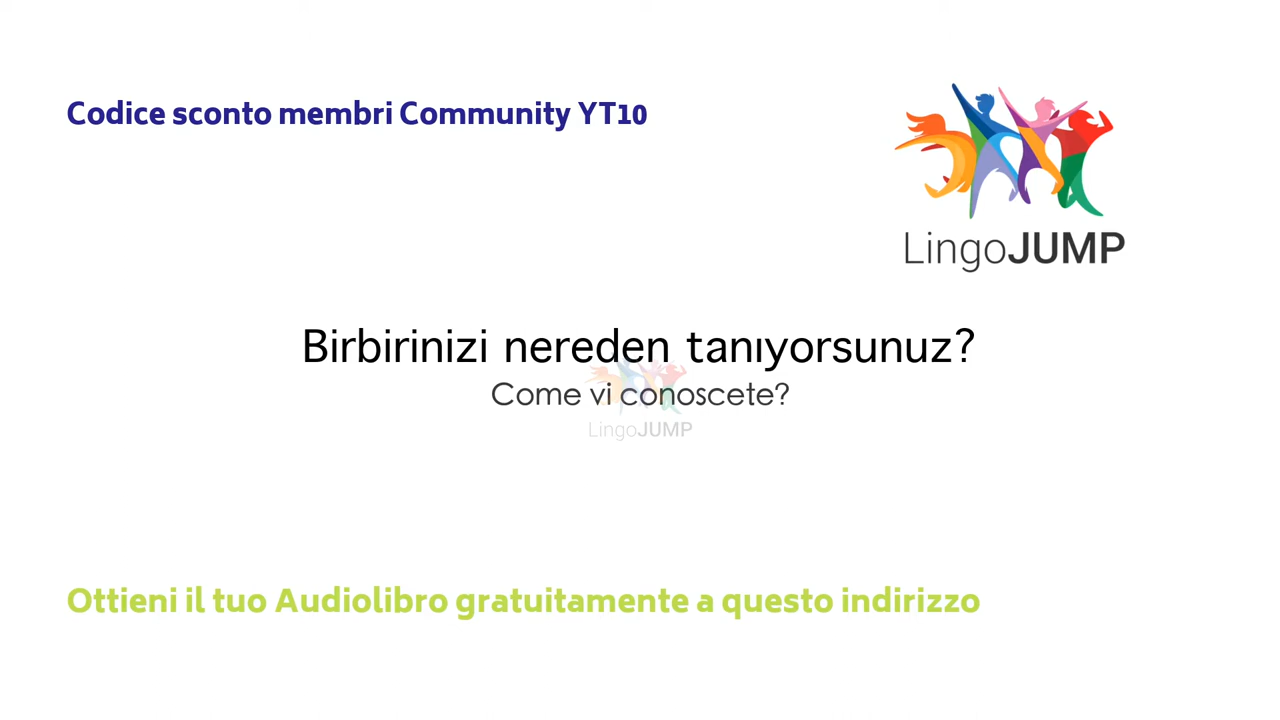 Codice sconto membri Community YT10
LingoJUMP
Birbirinizi nereden tanıyorsunuz?
Come vi conoscete?
LingoJUMP
Ottieni il tuo Audiolibro gratuitamente a questo indirizzo